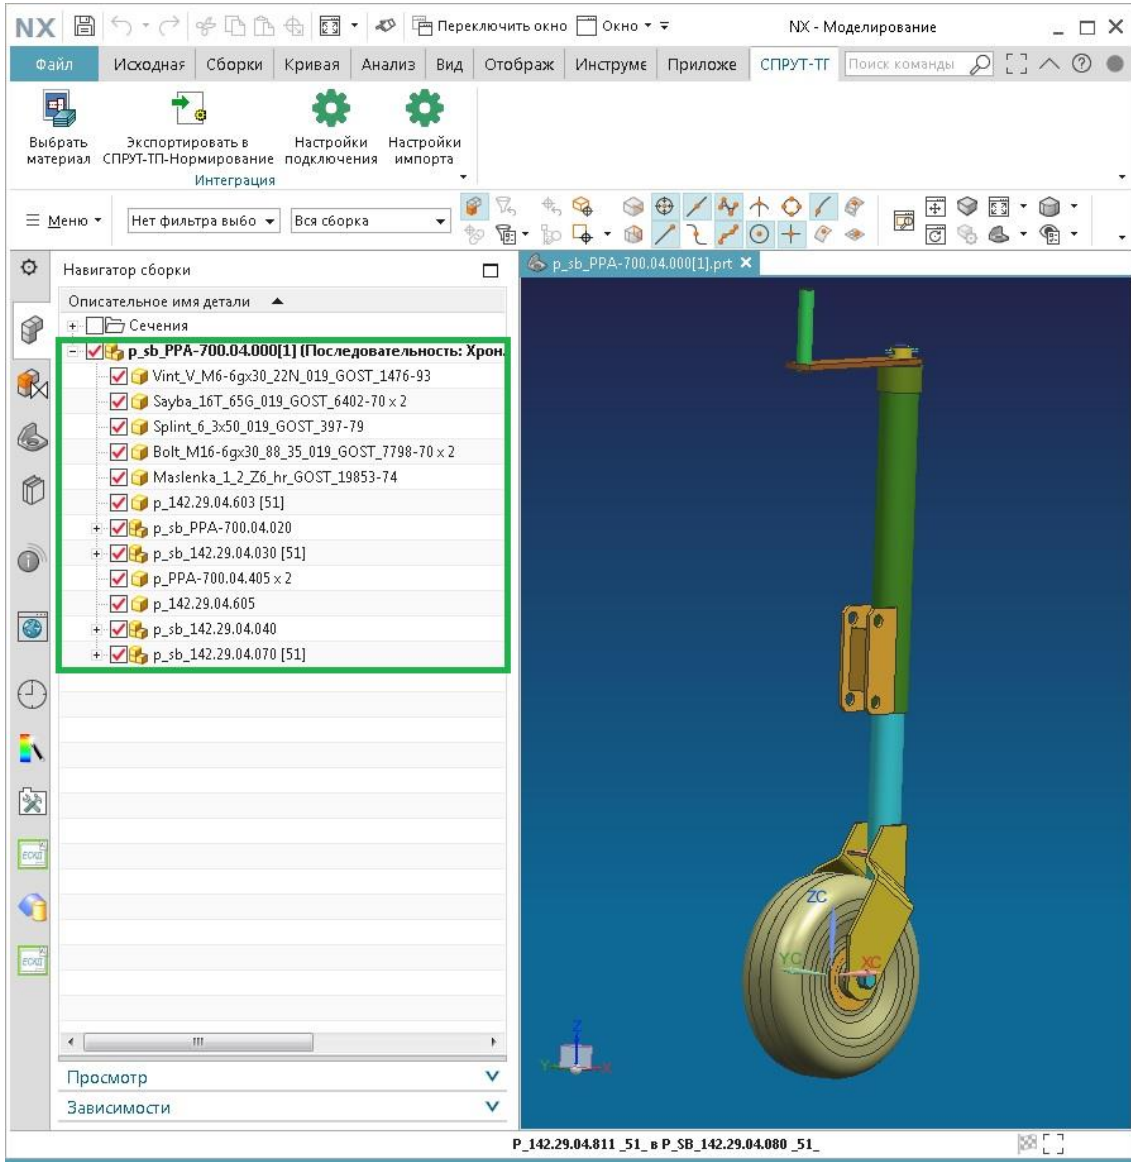 NX Переключить окно Окно NX - Моделирование
Файл Исходная Сборки Кривая Анализ Вид Отображ Инструме Приложе СПРУТ-ТГ Поиск команды
Выбрать материал
Экспортировать в СПРУТ-ТП-Нормирование
Настройки подключения
Настройки импорта
Интеграция
Меню Нет фильтра выбо Вся сборка
Навигатор сборки
p_sb_PPA-700.04.000[1].prt
Описательное имя детали
Сечения
p_sb_PPA-700.04.000[1] (Последовательность: Хрон.
Vint_V_M6-6gx30_22N_019_GOST_1476-93
Sayba_16T_65G_019_GOST_6402-70 x 2
Splint_6_3x50_019_GOST_397-79
Bolt_M16-6gx30_88_35_019_GOST_7798-70 x 2
Maslenka_1_2_Z6_hr_GOST_19853-74
p_142.29.04.603 [51]
p_sb_PPA-700.04.020
p_sb_142.29.04.030 [51]
p_PPA-700.04.405 x 2
p_142.29.04.605
p_sb_142.29.04.040
p_sb_142.29.04.070 [51]
ЕСКД
ЕСКД
ZC
YC
XC
Z
Y
X
Просмотр
Зависимости
P_142.29.04.811 _51_ в P_SB_142.29.04.080 _51_